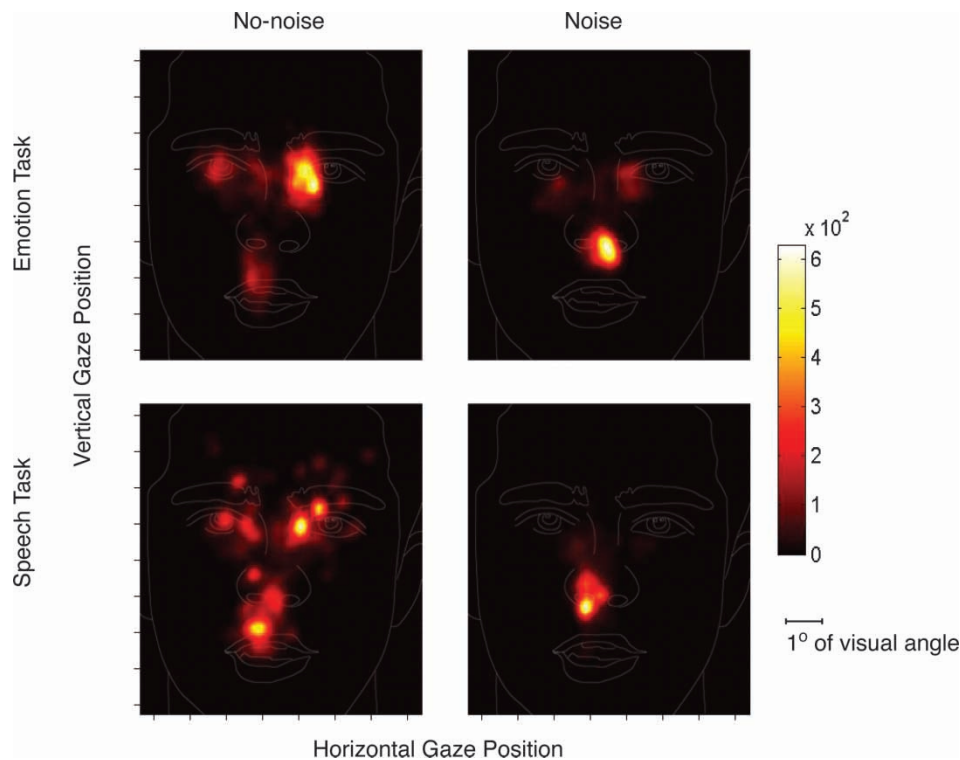 No-noise
Noise
Emotion Task
Speech Task
Vertical Gaze Position
Horizontal Gaze Position
x 10²
6
5
4
3
2
1
0
1° of visual angle